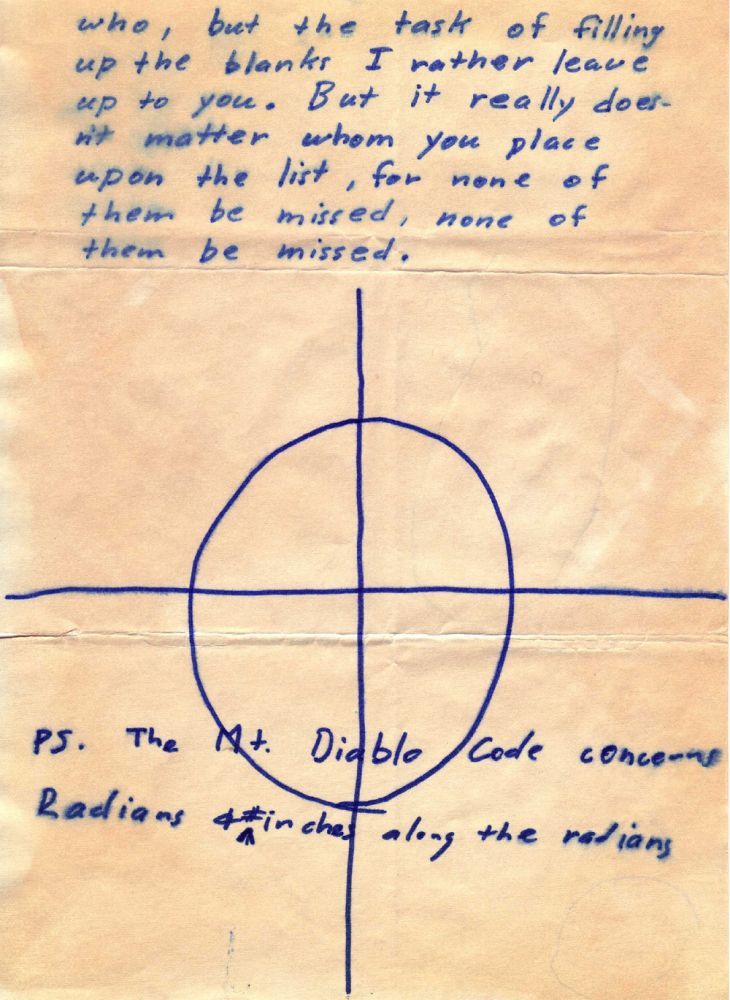 who, but the task of filling
up the blanks I rather leave
up to you. But it really does-
n't matter whom you place
upon the list, for none of
them be missed, none of
them be missed.
PS. The Mt. Diablo Code concerns
Radians & # inches along the radians